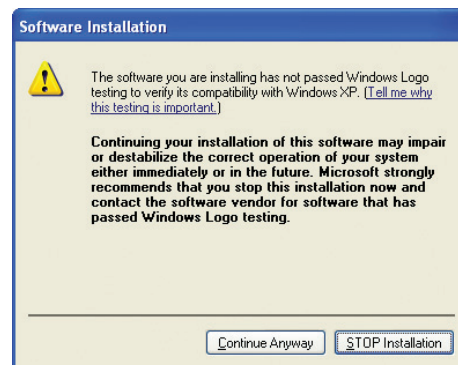 Software Installation
The software you are installing has not passed Windows Logo
testing to verify its compatibility with Windows XP. (Tell me why
this testing is important.)
Continuing your installation of this software may impair
or destabilize the correct operation of your system
either immediately or in the future. Microsoft strongly
recommends that you stop this installation now and
contact the software vendor for software that has
passed Windows Logo testing.
Continue Anyway
STOP Installation